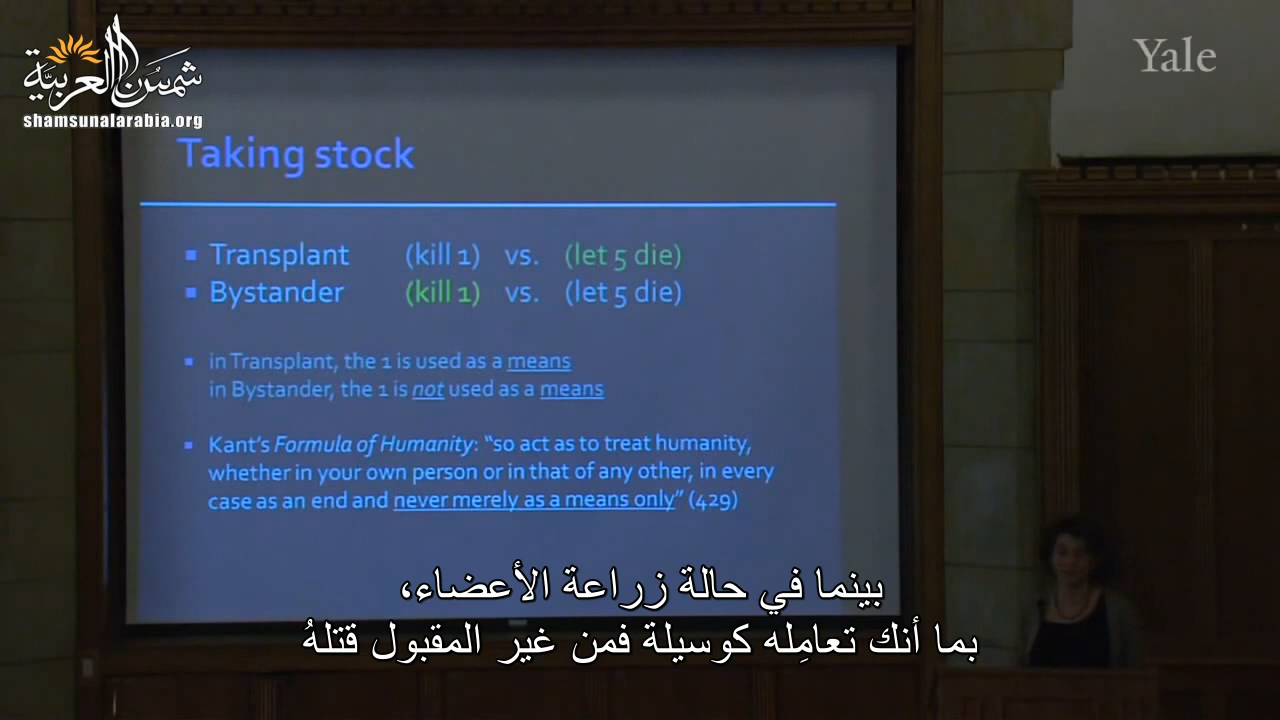 شمس العربية
shamsunalarabia.org
Yale
Taking stock
▪ Transplant (kill 1) vs. (let 5 die)
▪ Bystander (kill 1) vs. (let 5 die)
▪ in Transplant, the 1 is used as a means
in Bystander, the 1 is not used as a means
▪ Kant's Formula of Humanity: "so act as to treat humanity,
whether in your own person or in that of any other, in every
case as an end and never merely as a means only" (429)
بينما في حالة زراعة الأعضاء،
بما أنك تعامِله كوسيلة فمن غير المقبول قتلهُ